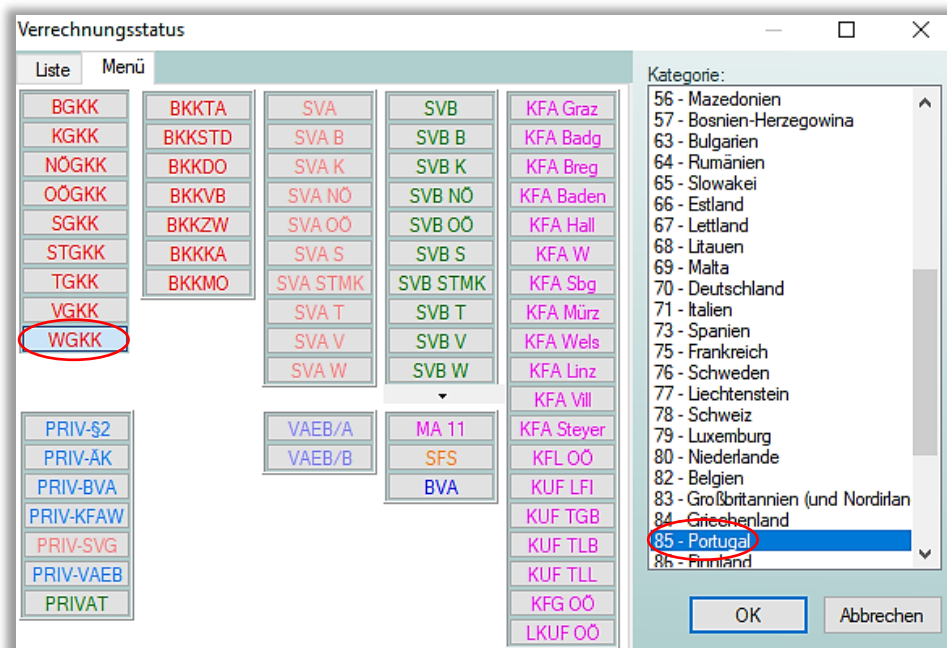 Verrechnungsstatus
Liste Menü
BGKK
KGKK
NÖGKK
OÖGKK
SGKK
STGKK
TGKK
VGKK
WGKK
BKKTA
BKKSTD
BKKDO
BKKVB
BKKZW
BKKKA
BKKMO
SVA
SVA B
SVA K
SVA NÖ
SVA OÖ
SVA S
SVA STMK
SVA T
SVA V
SVA W
SVB
SVB B
SVB K
SVB NÖ
SVB OÖ
SVB S
SVB STMK
SVB T
SVB V
SVB W
KFA Graz
KFA Badg
KFA Breg
KFA Baden
KFA Hall
KFA W
KFA Sbg
KFA Mürz
KFA Wels
KFA Linz
KFA Vill
KFA Steyer
KFL OÖ
KUF LFI
KUF TGB
KUF TLB
KUF TLL
KFG OÖ
LKUF OÖ
PRIV-§2
PRIV-ÄK
PRIV-BVA
PRIV-KFAW
PRIV-SVG
PRIV-VAEB
PRIVAT
VAEB/A
VAEB/B
MA 11
SFS
BVA
Kategorie:
56 - Mazedonien
57 - Bosnien-Herzegowina
63 - Bulgarien
64 - Rumänien
65 - Slowakei
66 - Estland
67 - Lettland
68 - Litauen
69 - Malta
70 - Deutschland
71 - Italien
73 - Spanien
75 - Frankreich
76 - Schweden
77 - Liechtenstein
78 - Schweiz
79 - Luxemburg
80 - Niederlande
82 - Belgien
83 - Großbritannien (und Nordirlan
84 - Griechenland
85 - Portugal
86 - Finnland
OK Abbrechen